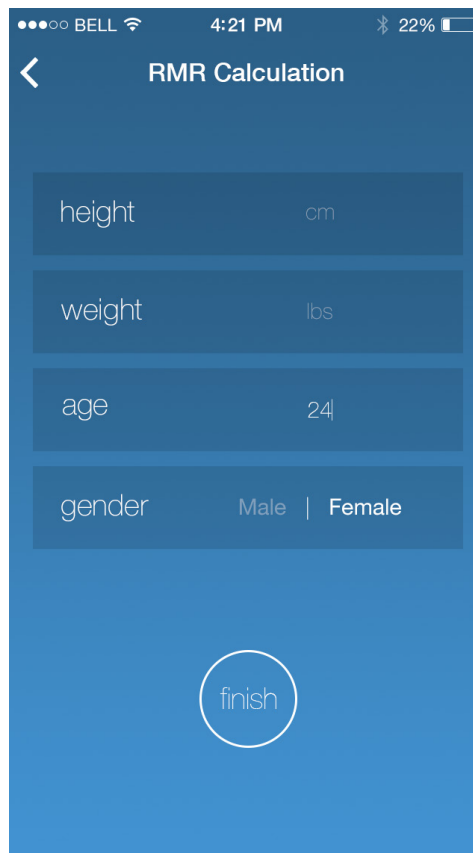 BELL 4:21 PM 22%
RMR Calculation
height cm
weight lbs
age 24
gender Male | Female
finish